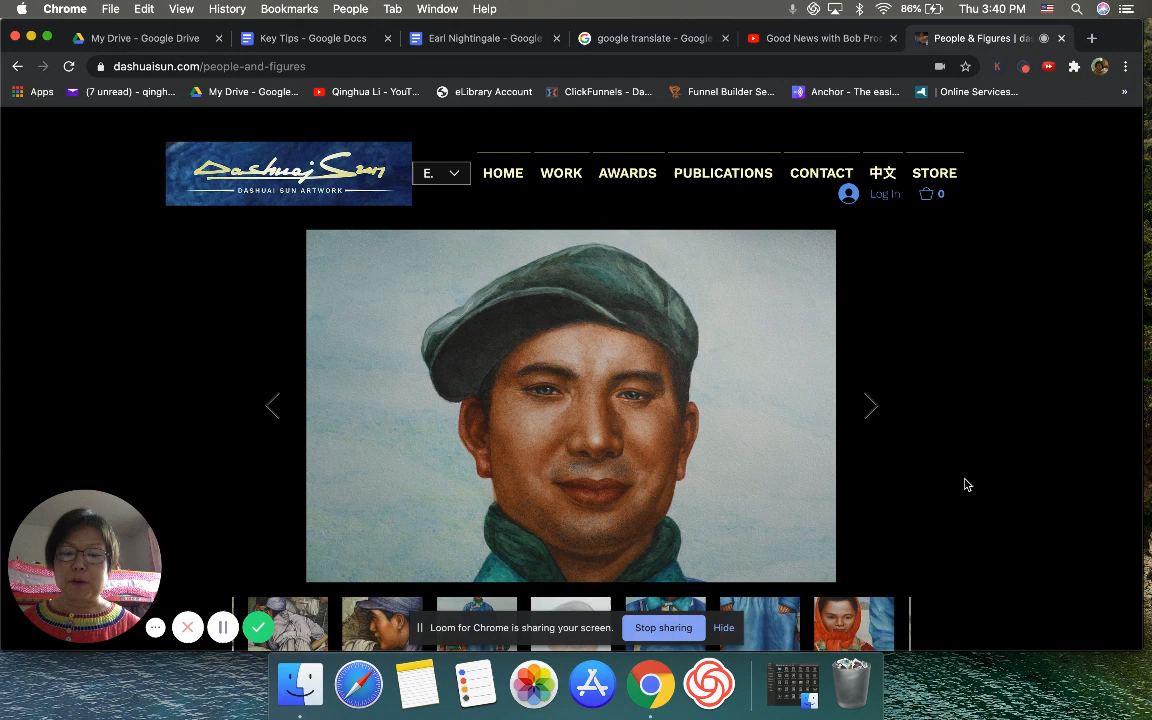 Chrome File Edit View History Bookmarks People Tab Window Help 86% Thu 3:40 PM
My Drive - Google Drive Key Tips - Google Docs Earl Nightingale - Google google translate - Google Good News with Bob Pro People & Figures | da
dashuaisun.com/people-and-figures
Apps (7 unread) - qingh... My Drive - Google... Qinghua Li - YouT... eLibrary Account ClickFunnels - Da... Funnel Builder Se... Anchor - The easi... | Online Services... »
Dashuai Sun
DASHUAI SUN ARTWORK
E. HOME WORK AWARDS PUBLICATIONS CONTACT 中文 STORE
Log In 0
Loom for Chrome is sharing your screen. Stop sharing Hide